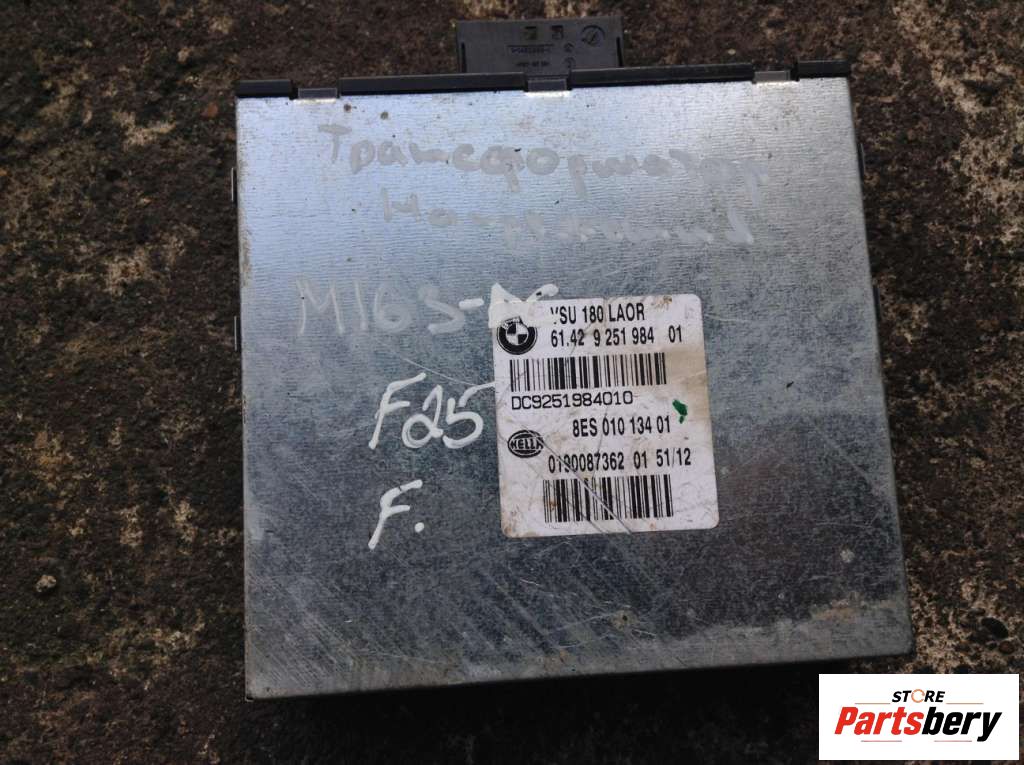 Трансформатор
M16 S-
VSU 180 LAOR
61.42 9 251 984 01
DC9251984010
8ES 010 134 01
HELLA
0190087362 01 51/12
F25
F.
STORE
Partsbery